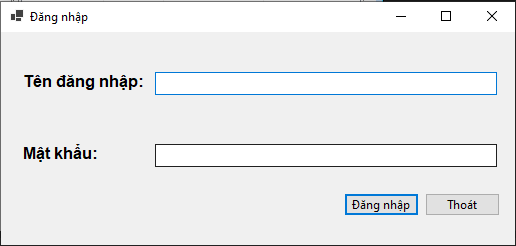 Đăng nhập
Tên đăng nhập:
Mật khẩu:
Đăng nhập Thoát